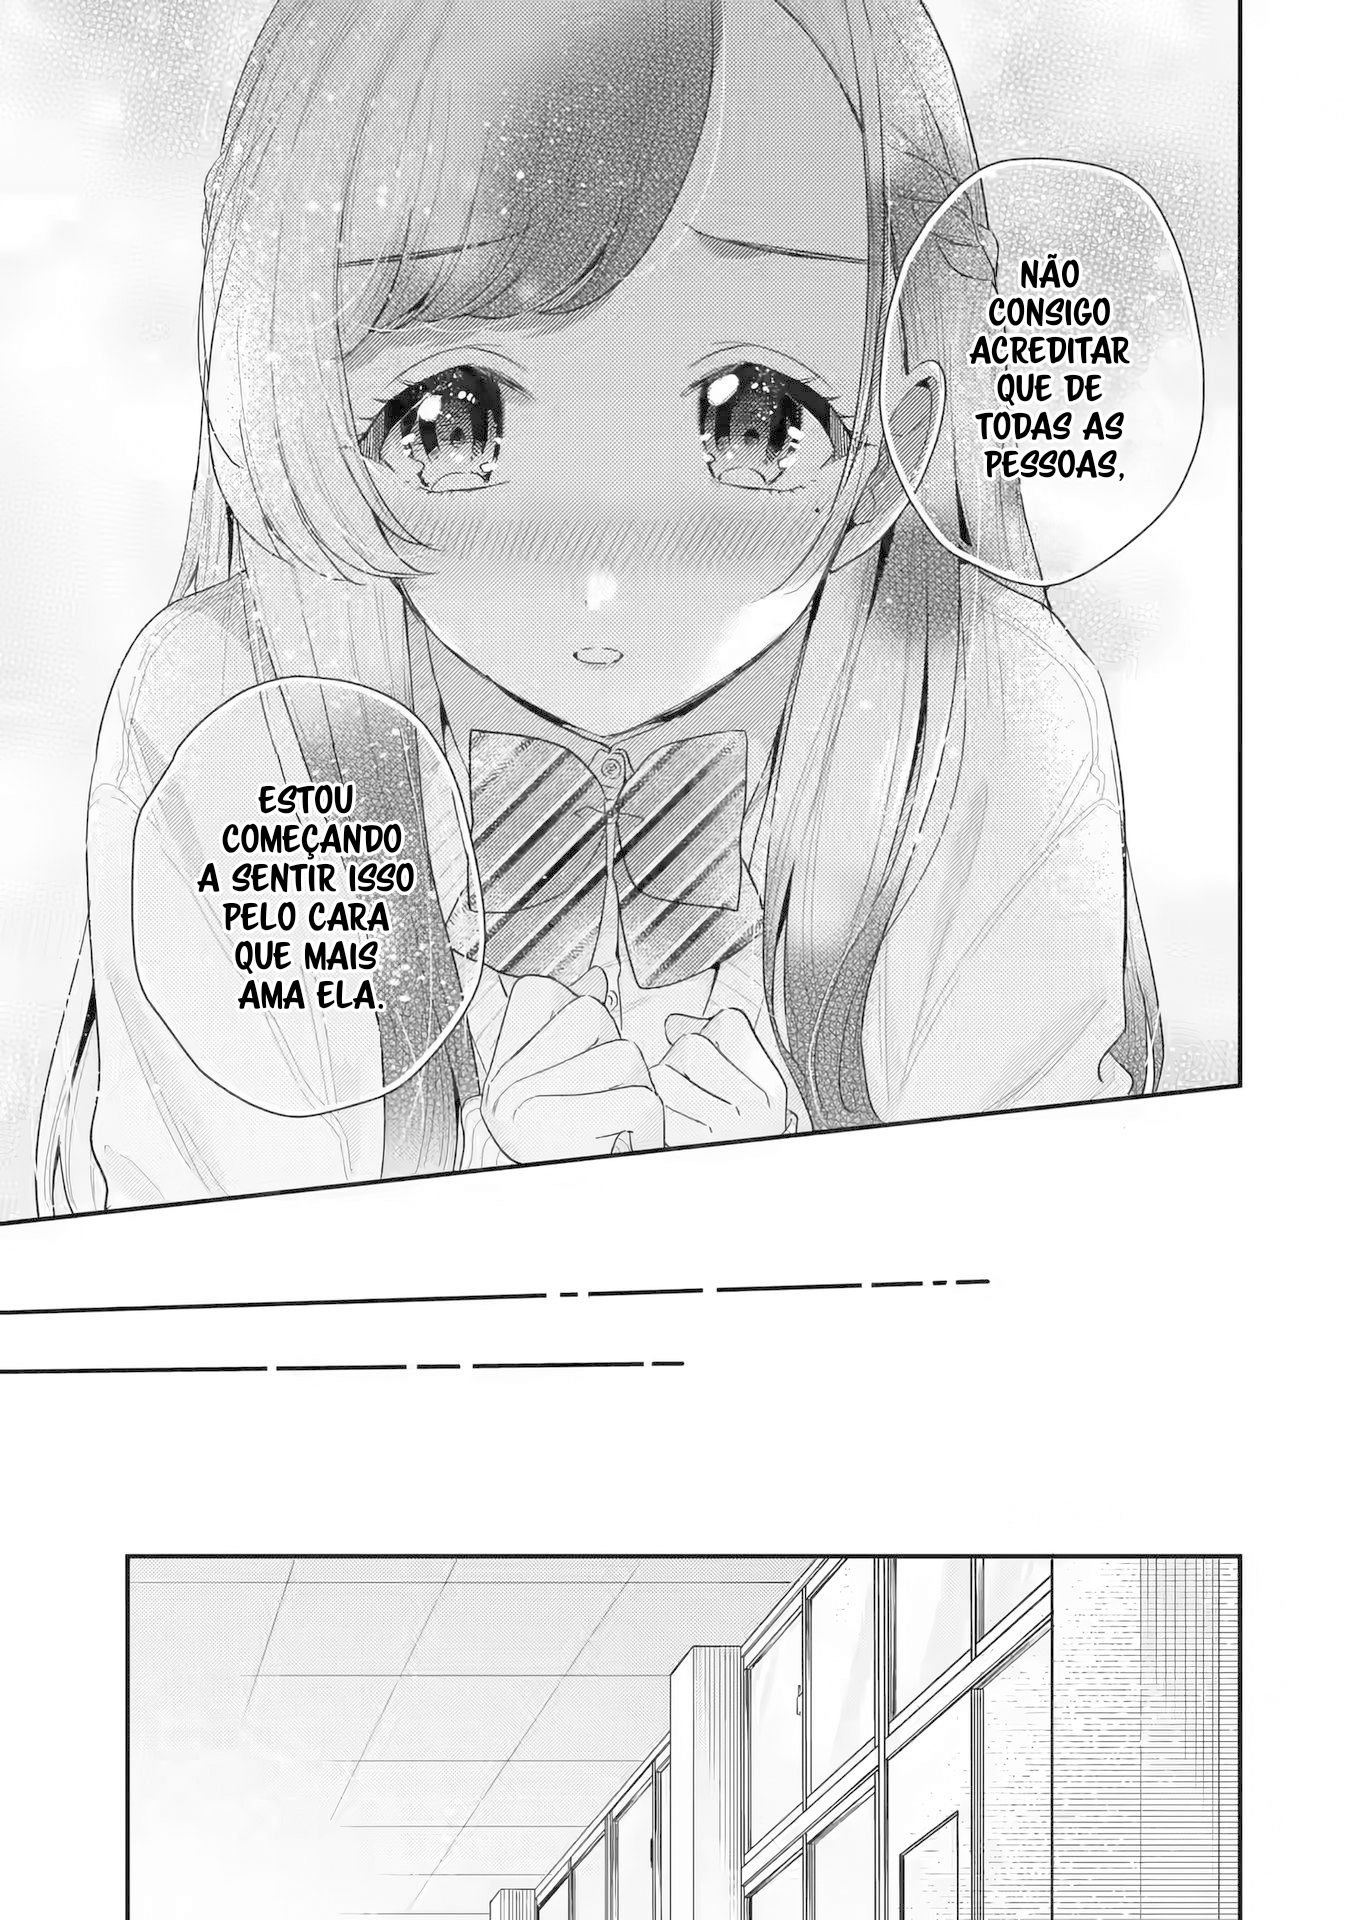 NÃO
CONSIGO
ACREDITAR
QUE DE
TODAS AS
PESSOAS,
ESTOU
COMEÇANDO
A SENTIR ISSO
PELO CARA
QUE MAIS
AMA ELA.